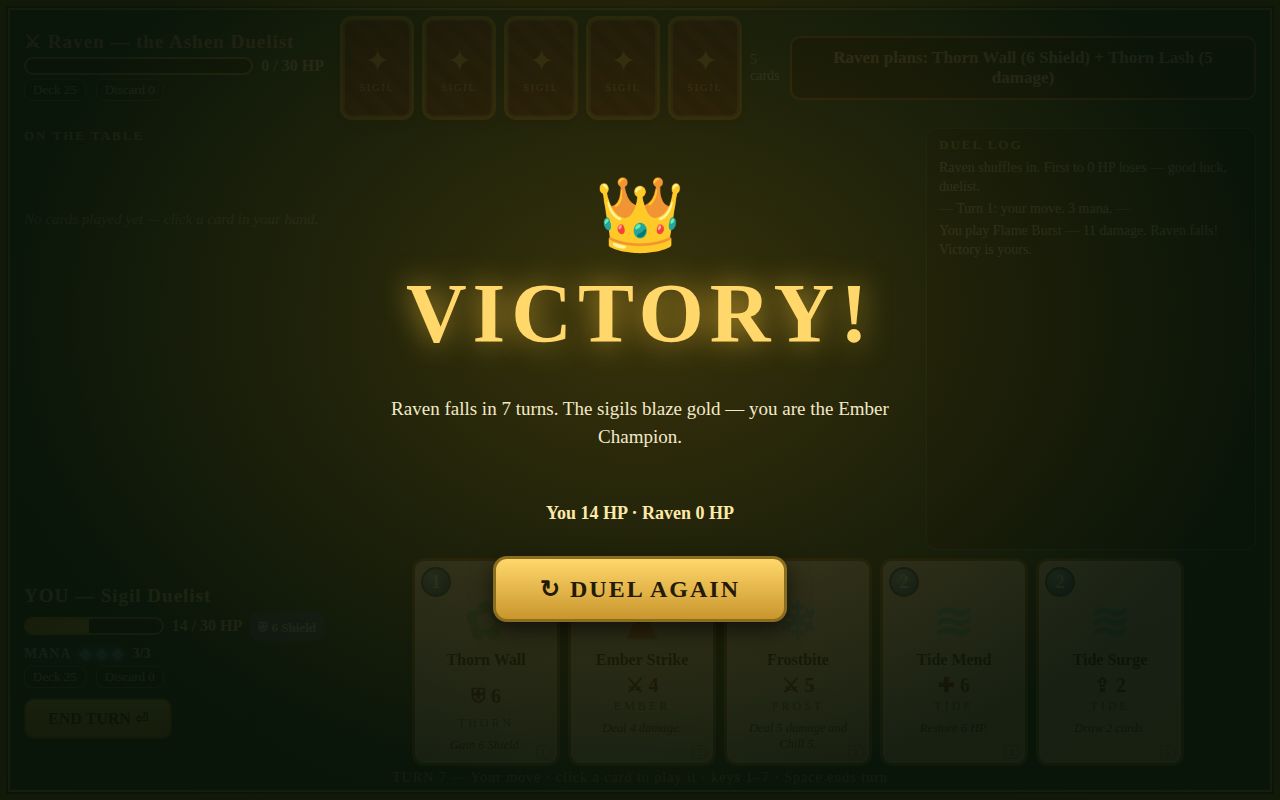 ⚔ Raven — the Ashen Duelist
0 / 30 HP
Deck 25
Discard 0
SIGIL
SIGIL
SIGIL
SIGIL
SIGIL
5
cards
Raven plans: Thorn Wall (6 Shield) + Thorn Lash (5
damage)
ON THE TABLE
No cards played yet — click a card in your hand.
DUEL LOG
Raven shuffles in. First to 0 HP loses — good luck,
duelist.
— Turn 1: your move. 3 mana. —
You play Flame Burst — 11 damage. Raven falls!
Victory is yours.
VICTORY!
Raven falls in 7 turns. The sigils blaze gold — you are the Ember
Champion.
You 14 HP · Raven 0 HP
↻ DUEL AGAIN
YOU — Sigil Duelist
14 / 30 HP
⛨ 6 Shield
MANA
3/3
Deck 25
Discard 0
END TURN ⏎
1
Thorn Wall
⛨ 6
THORN
Gain 6 Shield.
Ember Strike
⚔ 4
EMBER
Deal 4 damage.
Frostbite
⚔ 5
FROST
Deal 5 damage and
Chill 5.
2
Tide Mend
✚ 6
TIDE
Restore 6 HP.
2
Tide Surge
⇪ 2
TIDE
Draw 2 cards.
TURN 7 — Your move · click a card to play it · keys 1–7 · Space ends turn